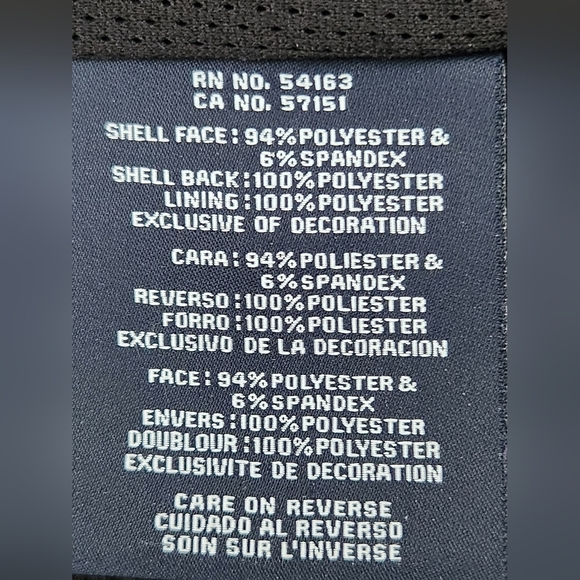 RN NO. 54163
CA NO. 57151
SHELL FACE: 94% POLYESTER &
6% SPANDEX
SHELL BACK: 100% POLYESTER
LINING: 100% POLYESTER
EXCLUSIVE OF DECORATION
CARA: 94% POLIESTER &
6% SPANDEX
REVERSO: 100% POLIESTER
FORRO: 100% POLIESTER
EXCLUSIVO DE LA DECORACION
FACE: 94% POLYESTER &
6% SPANDEX
ENVERS: 100% POLYESTER
DOUBLOUR: 100% POLYESTER
EXCLUSIVITE DE DECORATION
CARE ON REVERSE
CUIDADO AL REVERSO
SOIN SUR L'INVERSE